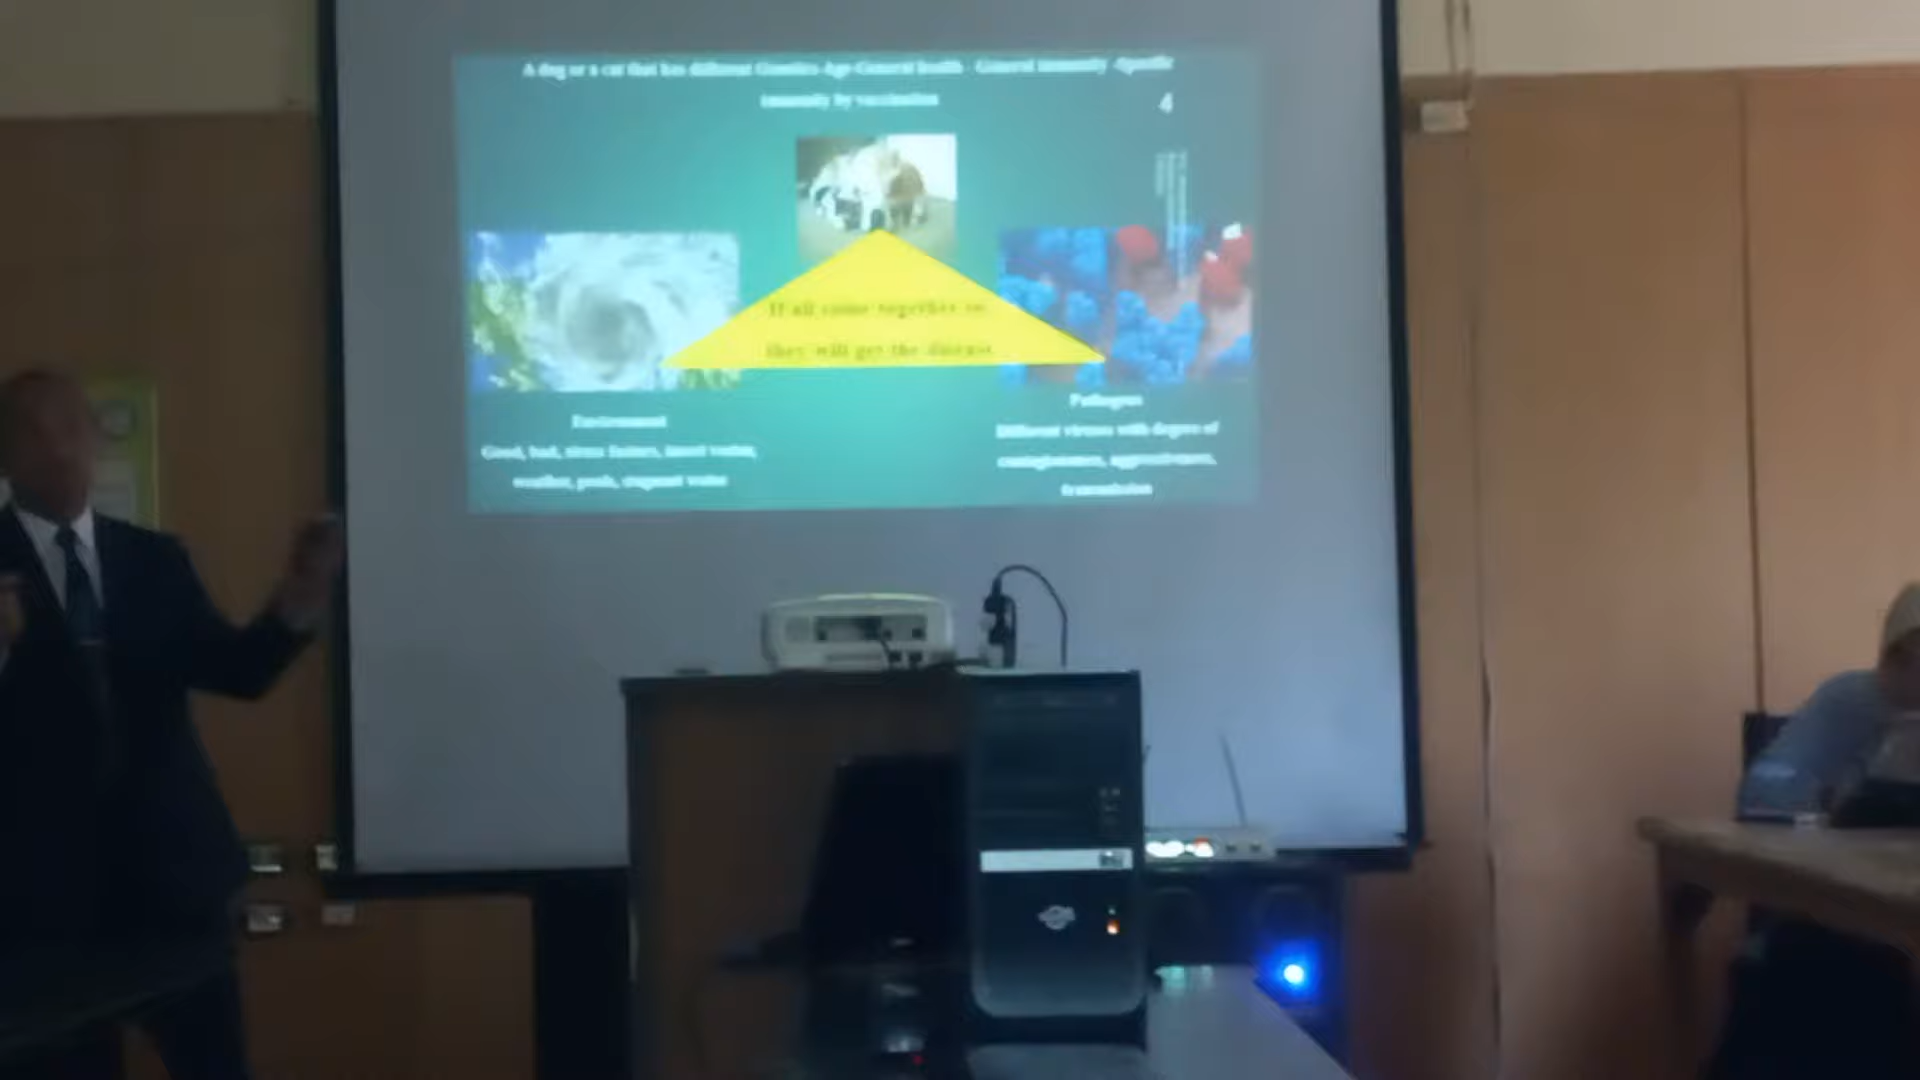 A dog or a cat that has different Genetics-Age-General health - General immunity -Specific
immunity by vaccination
4
If all come together so
they will get the disease
Environment
Good, bad, stress factors, insect vector,
weather, pools, stagnant water
Pathogens
Different viruses with degree of
contagiousness, aggressiveness,
transmission